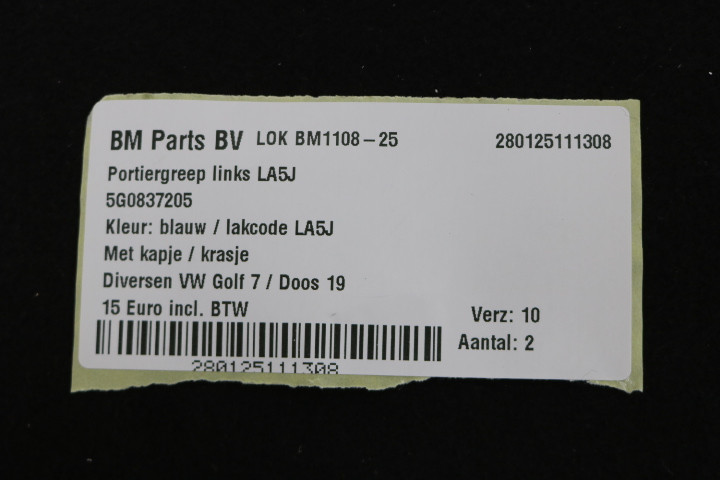 BM Parts BV LOK BM1108-25 280125111308
Portiergreep links LA5J
5G0837205
Kleur: blauw / lakcode LA5J
Met kapje / krasje
Diversen VW Golf 7 / Doos 19
15 Euro incl. BTW
Verz: 10
Aantal: 2
280125111308